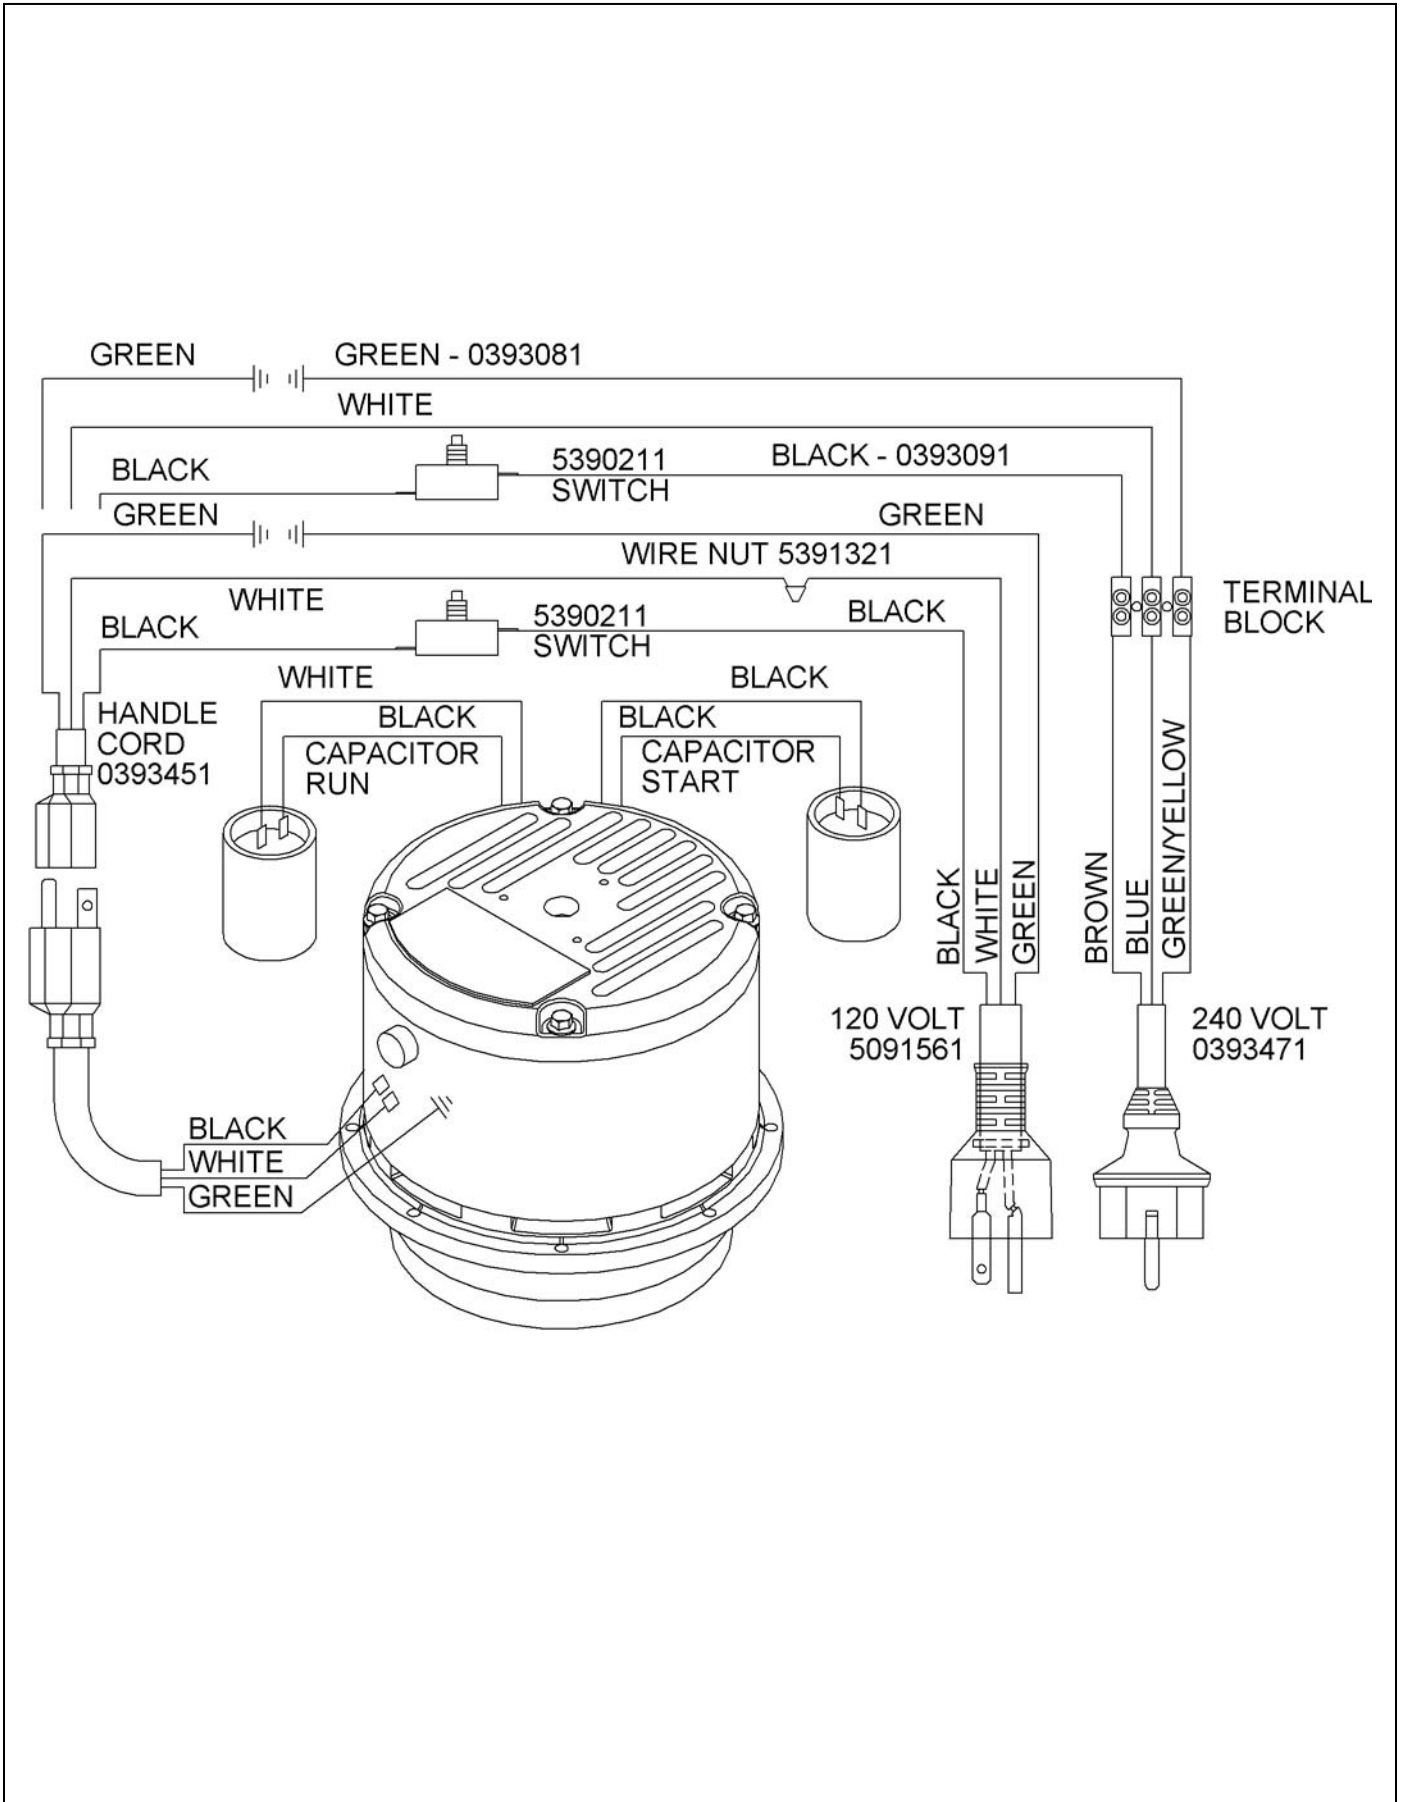 GREEN
GREEN - 0393081
WHITE
BLACK
5390211
SWITCH
BLACK - 0393091
GREEN
GREEN
WIRE NUT 5391321
WHITE
BLACK
5390211
SWITCH
BLACK
TERMINAL
BLOCK
WHITE
BLACK
CAPACITOR
RUN
BLACK
BLACK
CAPACITOR
START
HANDLE
CORD
0393451
BLACK
WHITE
GREEN
BROWN
BLUE
GREEN/YELLOW
120 VOLT
5091561
240 VOLT
0393471
BLACK
WHITE
GREEN